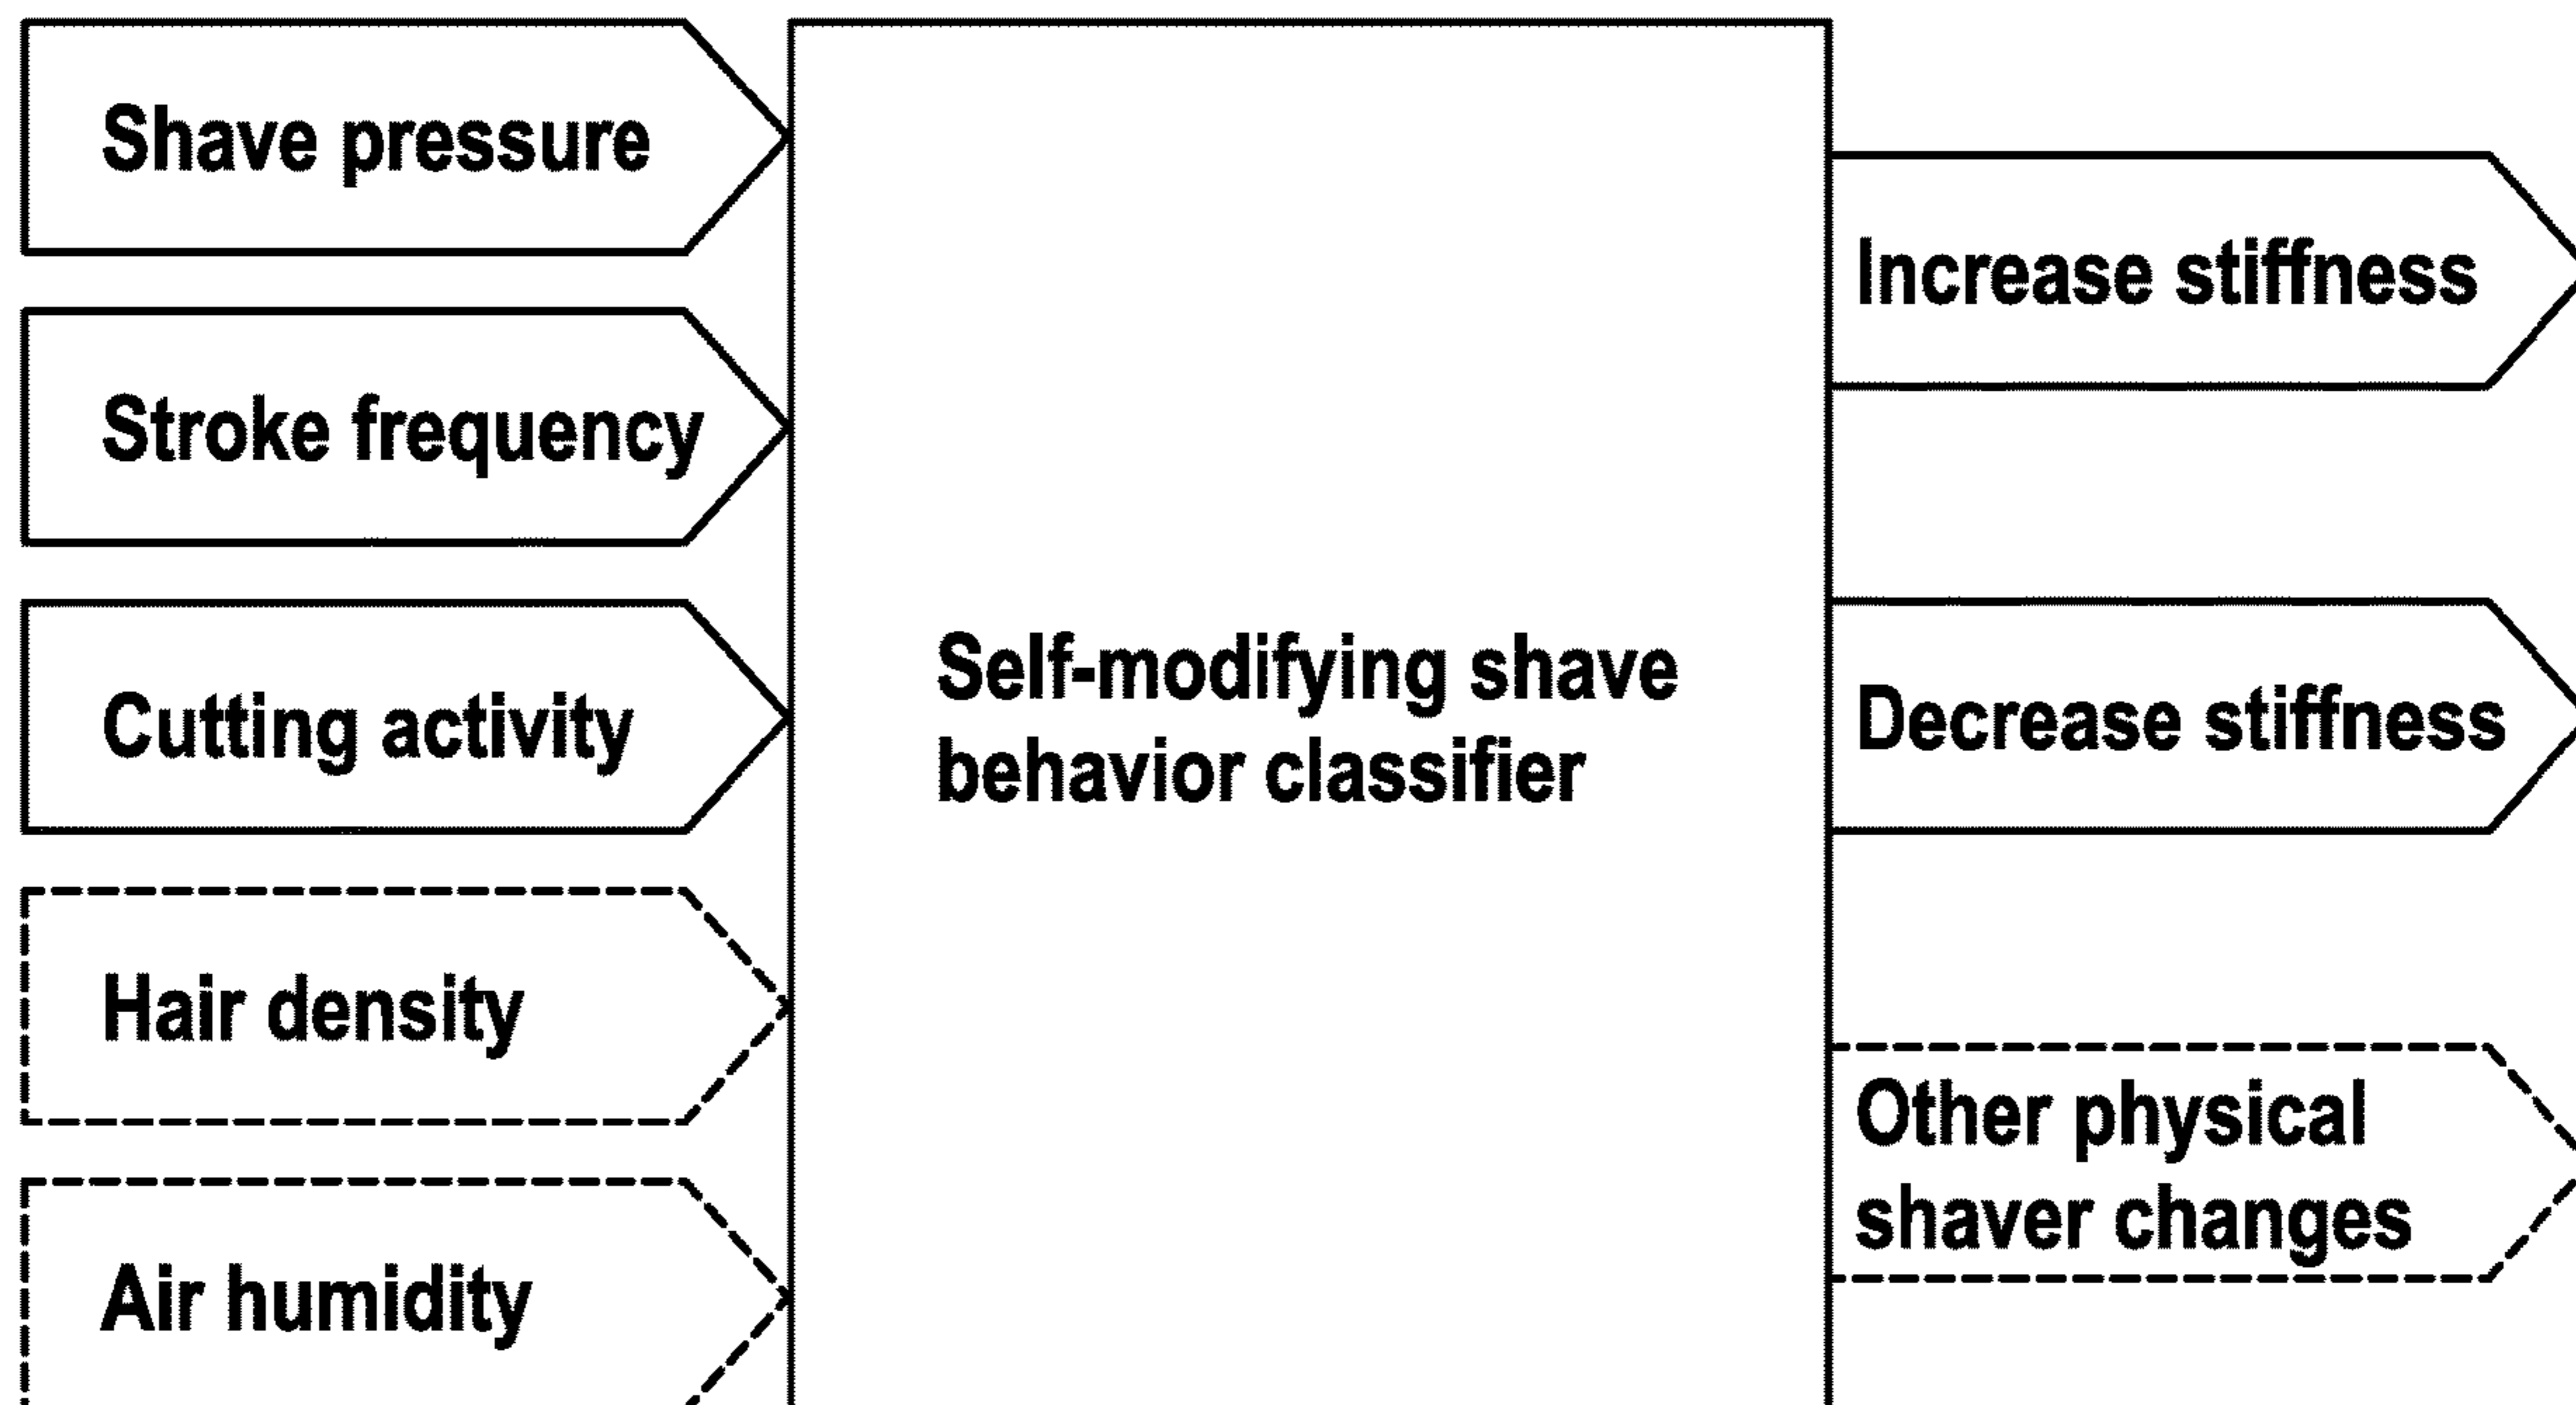 Shave pressure
Stroke frequency
Cutting activity
Hair density
Air humidity
Self-modifying shave
behavior classifier
Increase stiffness
Decrease stiffness
Other physical
shaver changes